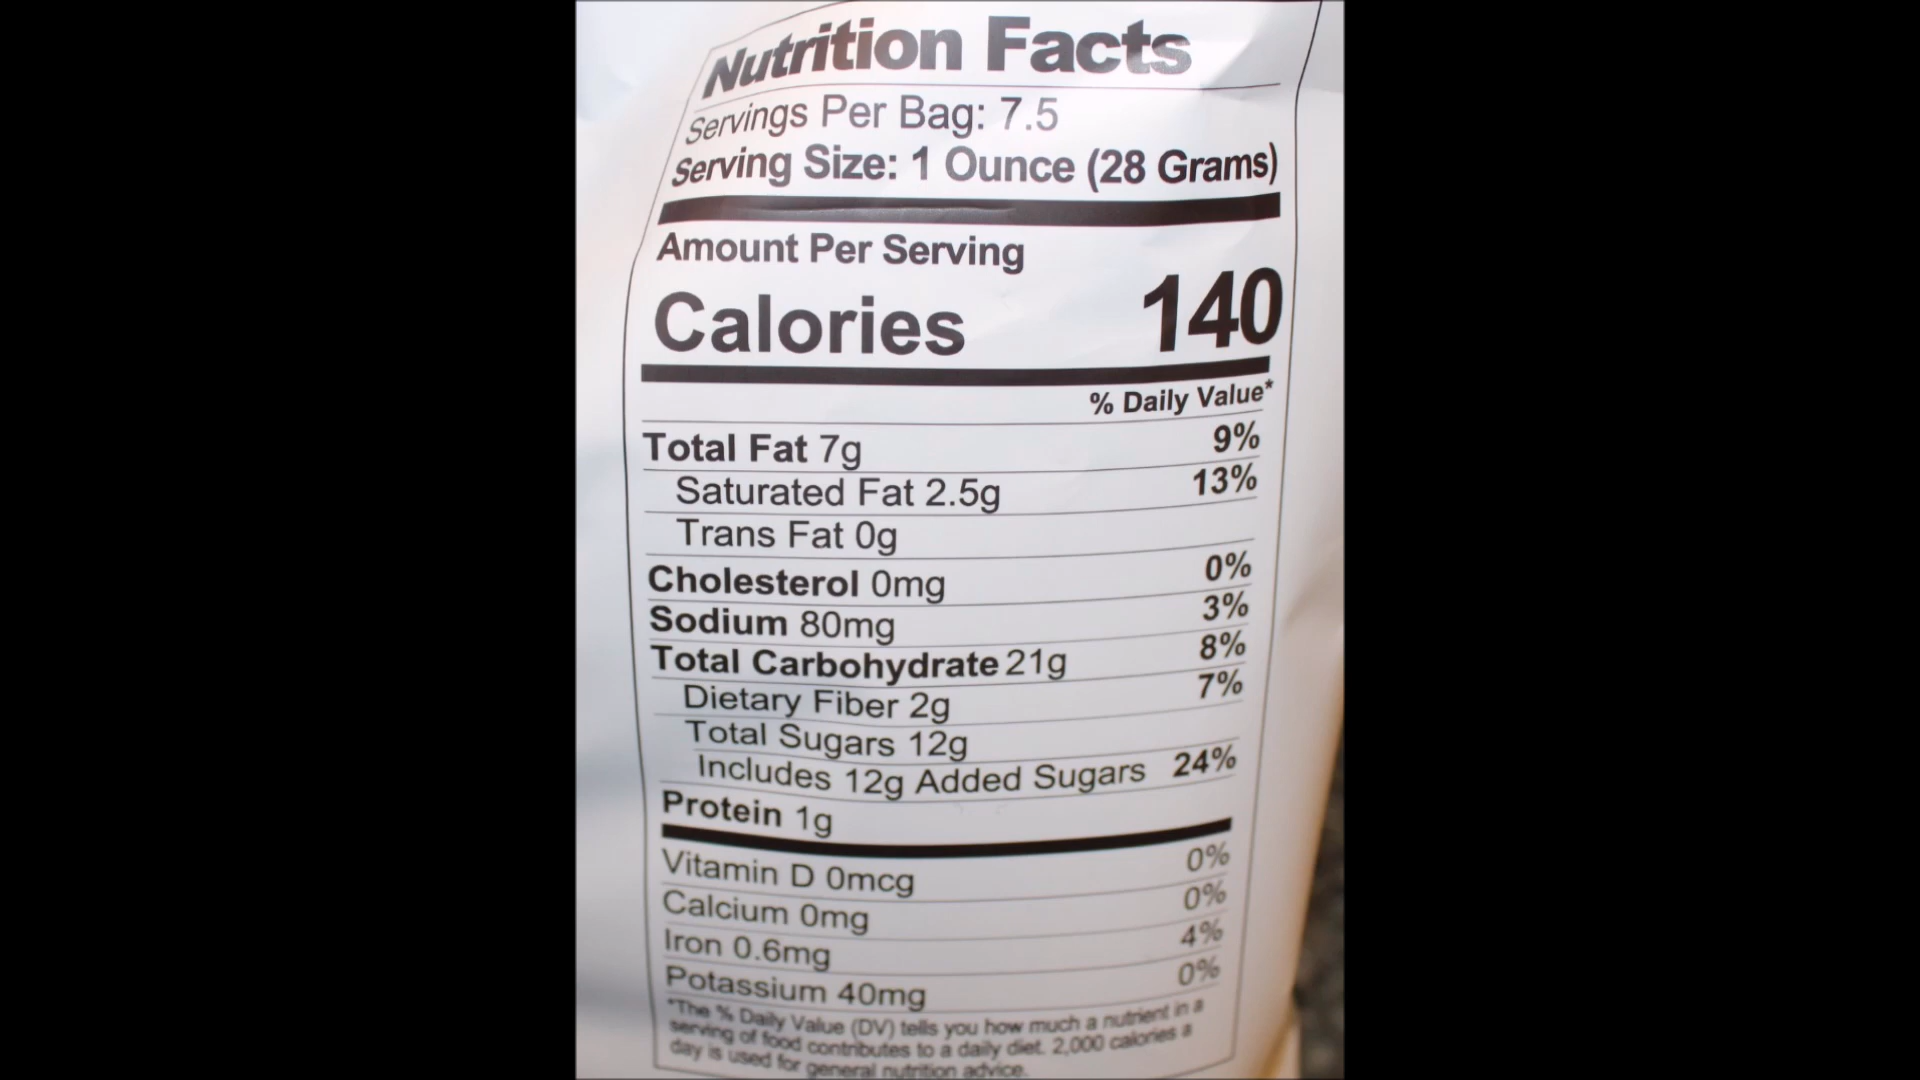 Nutrition Facts
Servings Per Bag: 7.5
Serving Size: 1 Ounce (28 Grams)
Amount Per Serving
Calories 140
% Daily Value*
Total Fat 7g 9%
Saturated Fat 2.5g 13%
Trans Fat 0g
Cholesterol 0mg 0%
Sodium 80mg 3%
Total Carbohydrate 21g 8%
Dietary Fiber 2g 7%
Total Sugars 12g
Includes 12g Added Sugars 24%
Protein 1g
Vitamin D 0mcg 0%
Calcium 0mg 0%
Iron 0.6mg 4%
Potassium 40mg 0%
*The % Daily Value (DV) tells you how much a nutrient in a
serving of food contributes to a daily diet. 2,000 calories a
day is used for general nutrition advice.